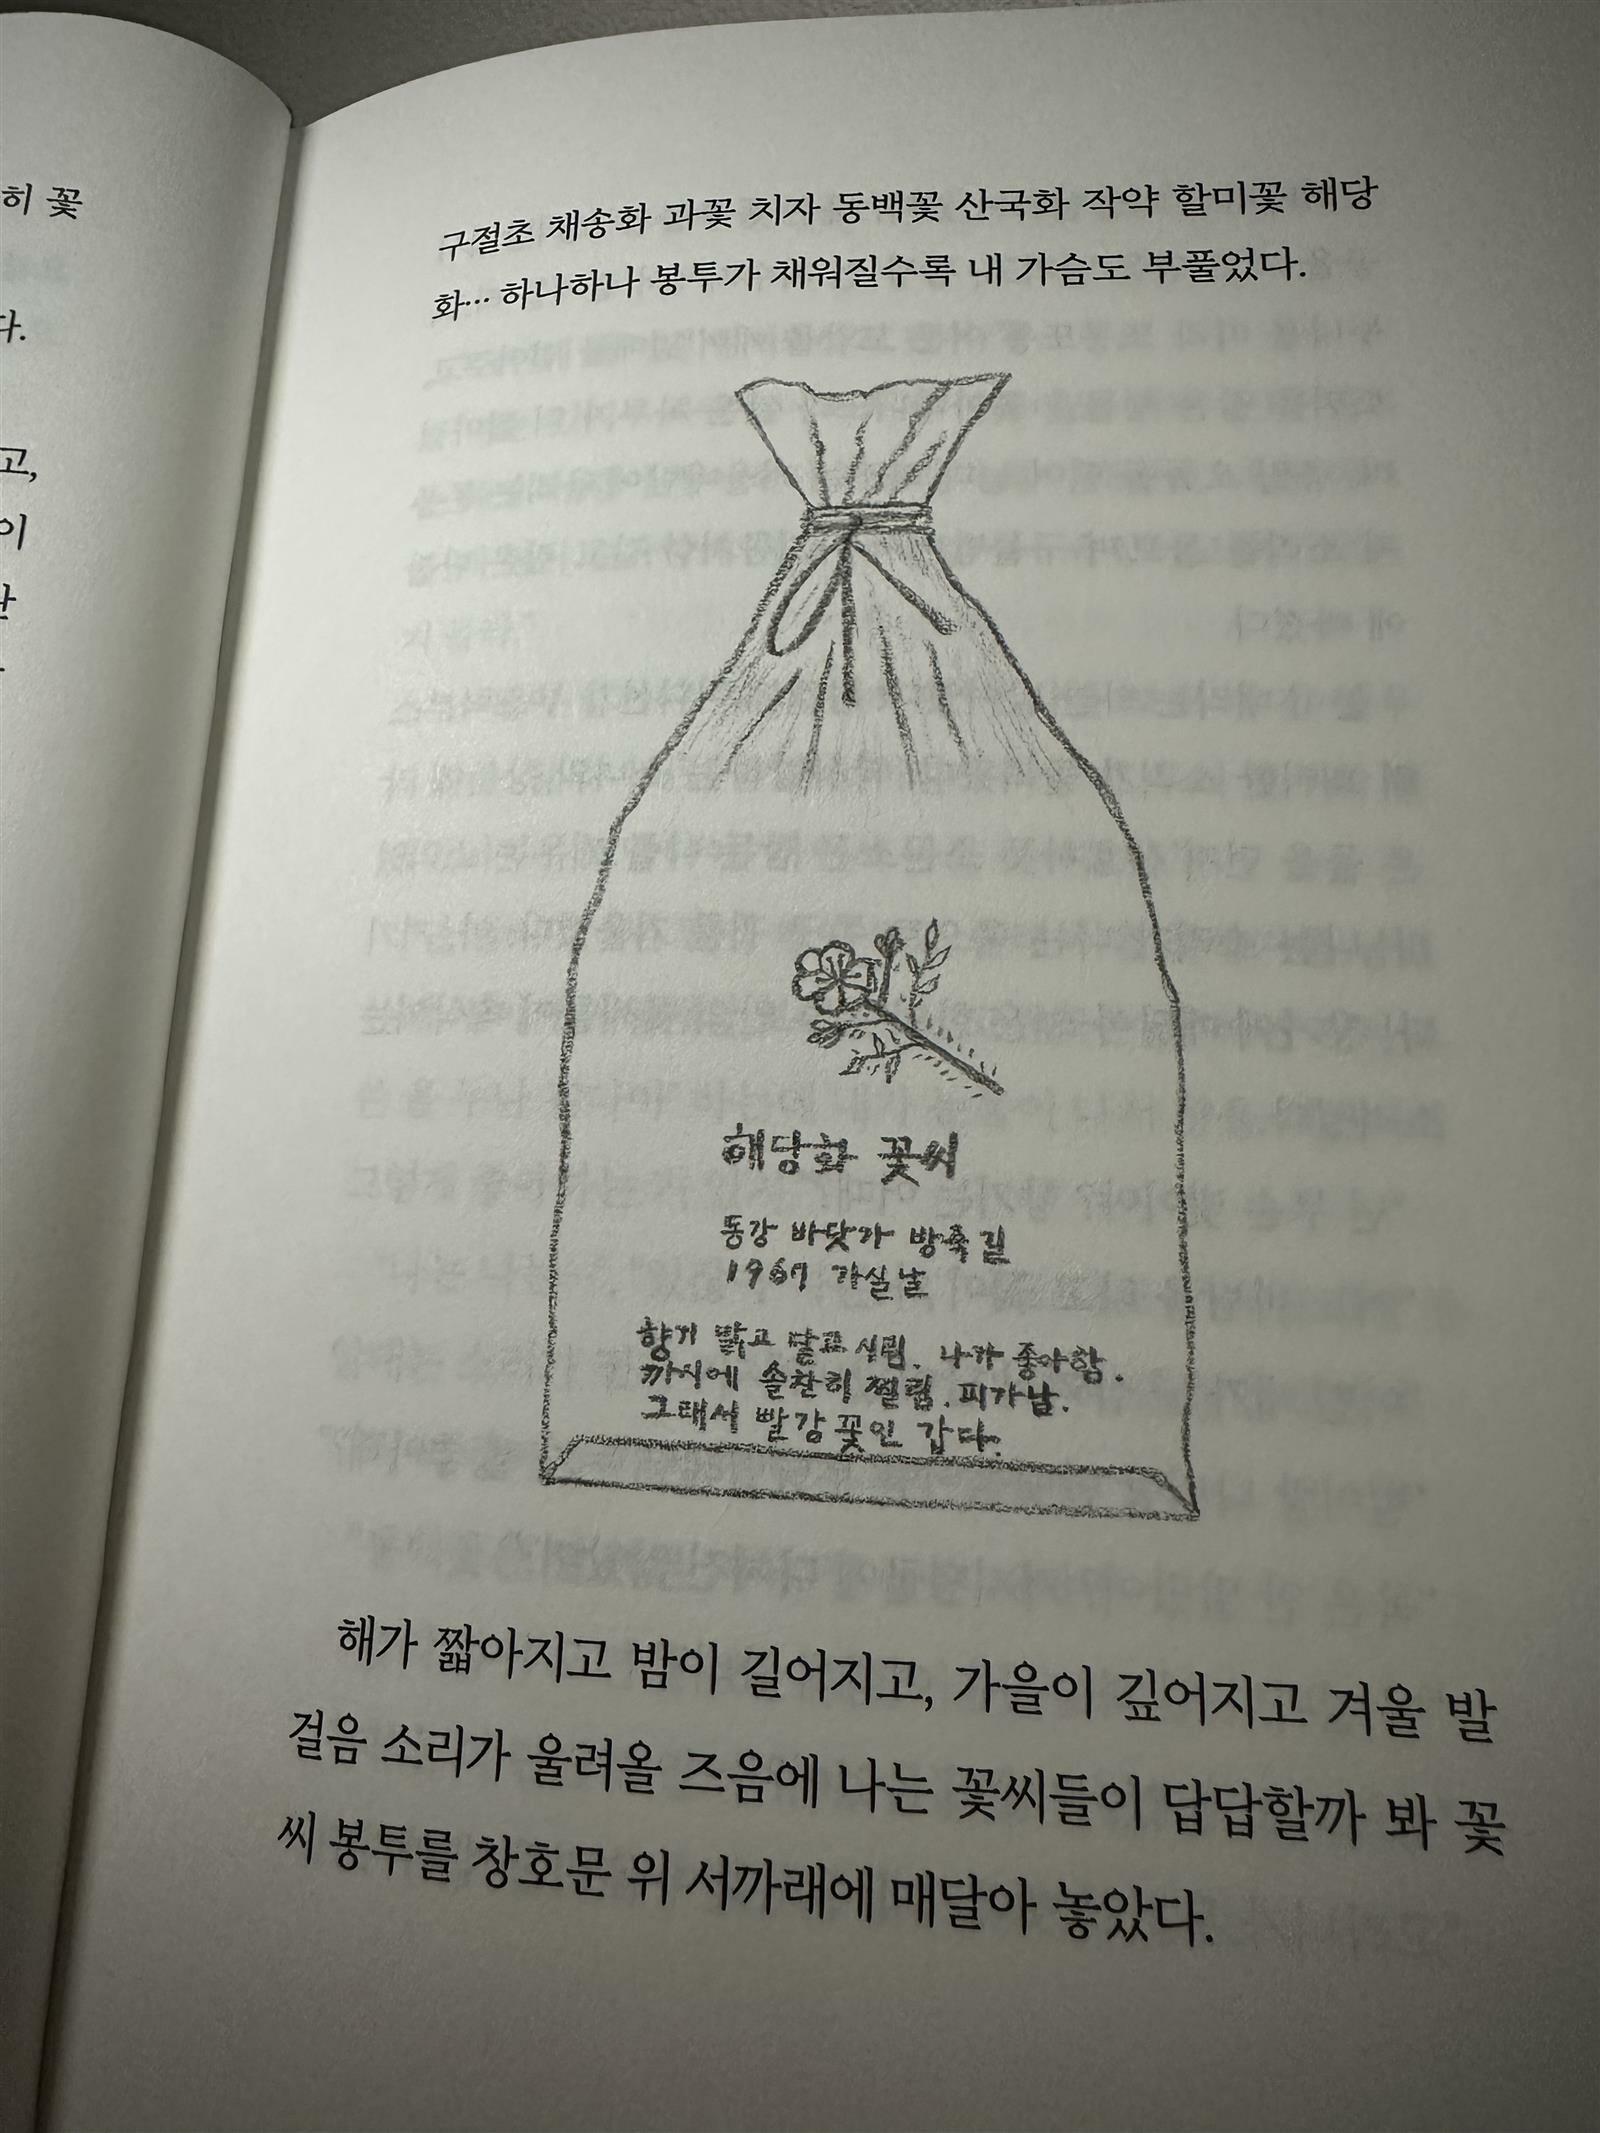 히 꽃
다.
고,
이
구절초 채송화 과꽃 치자 동백꽃 산국화 작약 할미꽃 해당
화… 하나하나 봉투가 채워질수록 내 가슴도 부풀었다.
해당화 꽃씨
동강 바닷가 방축길
1967 가실날
향기 맑고 달고 시림. 나가 좋아함.
까시에 솔찬히 찔림. 피가남.
그래서 빨강꽃인 갑다.
해가 짧아지고 밤이 길어지고, 가을이 깊어지고 겨울 발
걸음 소리가 울려올 즈음에 나는 꽃씨들이 답답할까 봐 꽃
씨 봉투를 창호문 위 서까래에 매달아 놓았다.